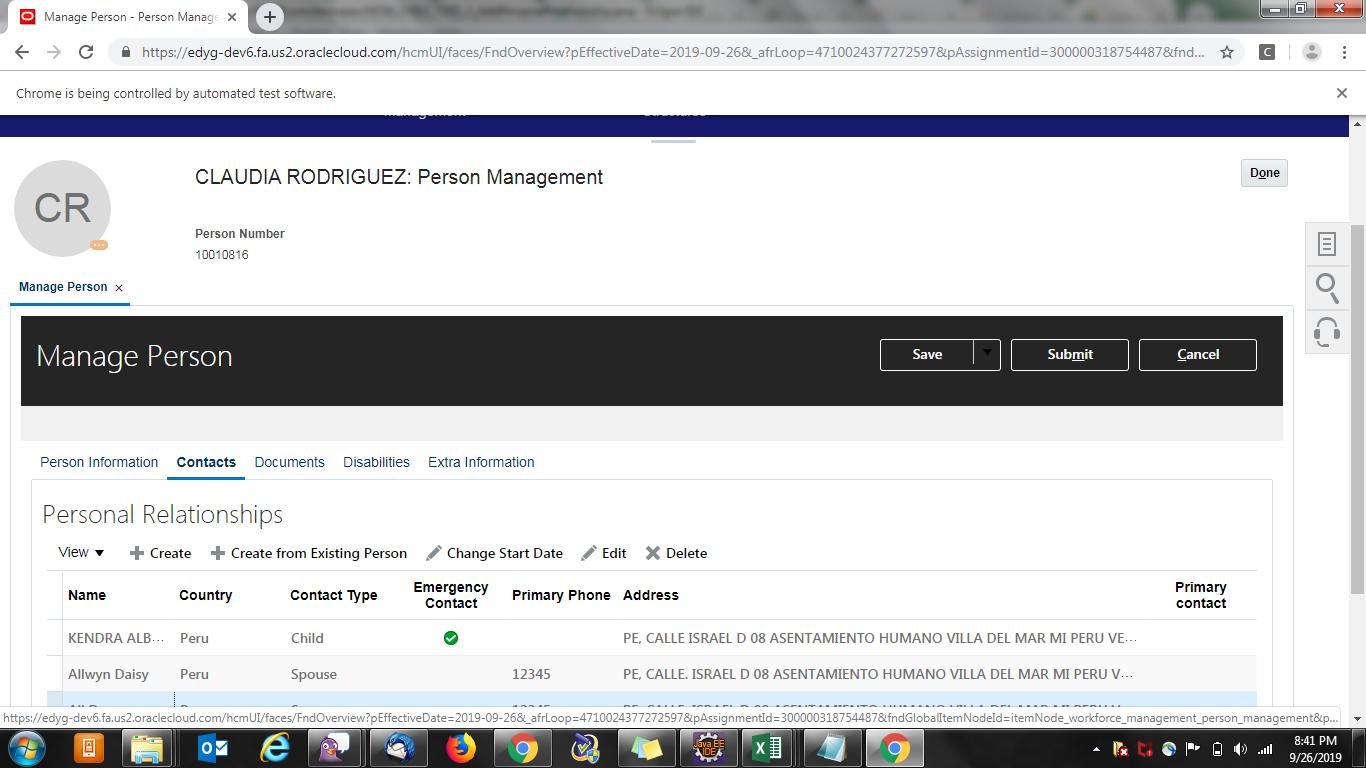 Manage Person - Person Manage
https://edyg-dev6.fa.us2.oraclecloud.com/hcmUI/faces/FndOverview?pEffectiveDate=2019-09-26&_afrLoop=4710024377272597&pAssignmentId=300000318754487&fnd...
C
Chrome is being controlled by automated test software.
Management
Structures
CR
CLAUDIA RODRIGUEZ: Person Management
Done
Person Number
10010816
Manage Person
Manage Person
Save
Submit
Cancel
Person Information
Contacts
Documents
Disabilities
Extra Information
Personal Relationships
View
Create
Create from Existing Person
Change Start Date
Edit
Delete
Name Country Contact Type Emergency Contact Primary Phone Address Primary contact
KENDRA ALB... Peru Child PE, CALLE ISRAEL D 08 ASENTAMIENTO HUMANO VILLA DEL MAR MI PERU VE...
Allwyn Daisy Peru Spouse 12345 PE, CALLE. ISRAEL D 08 ASENTAMIENTO HUMANO VILLA DEL MAR MI PERU V...
https://edyg-dev6.fa.us2.oraclecloud.com/hcmUI/faces/FndOverview?pEffectiveDate=2019-09-26&_afrLoop=4710024377272597&pAssignmentId=300000318754487&fndGlobalItemNodeId=itemNode_workforce_management_person_management&p...
Java EE
IDE
8:41 PM
9/26/2019